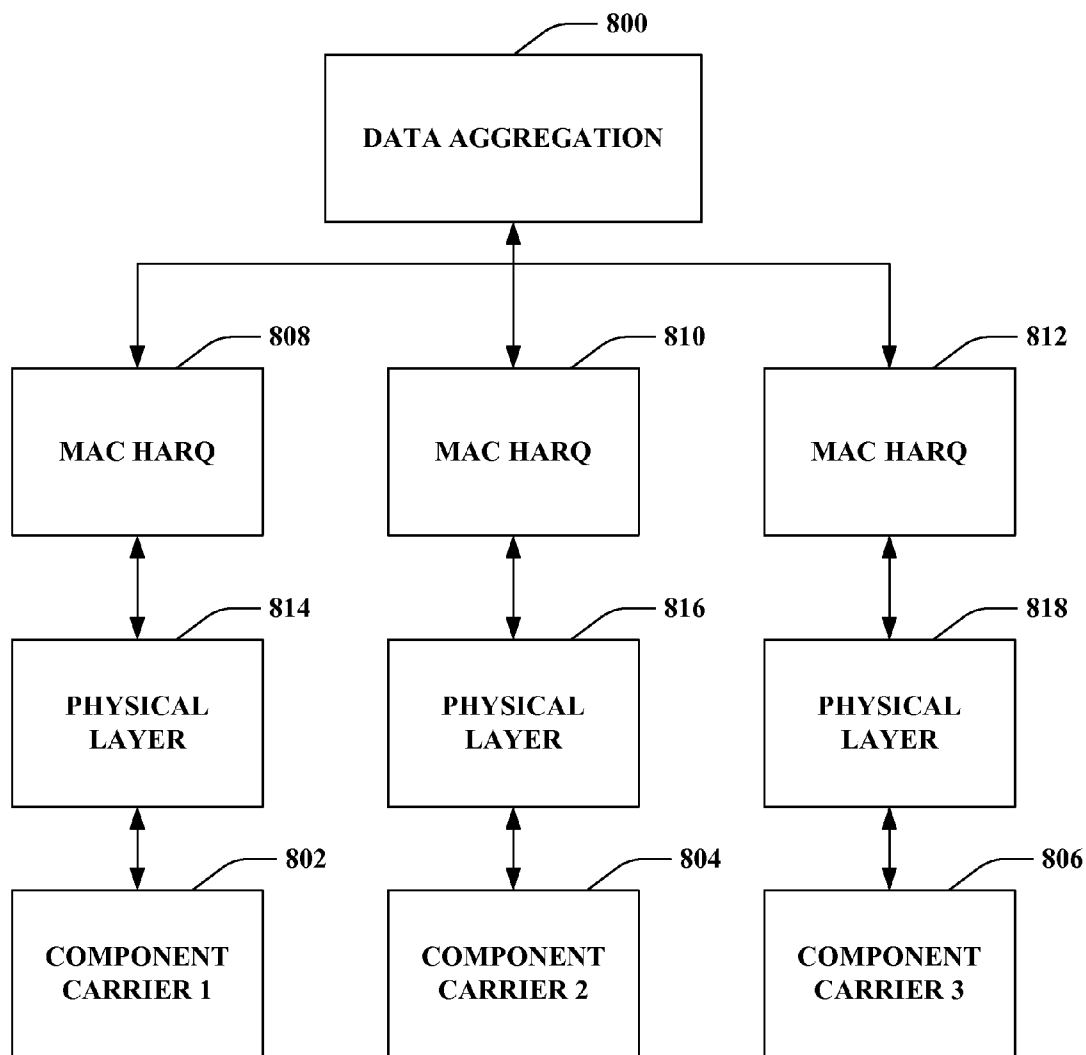 800
DATA AGGREGATION
808
810
812
MAC HARQ
MAC HARQ
MAC HARQ
814
816
818
PHYSICAL
LAYER
PHYSICAL
LAYER
PHYSICAL
LAYER
802
804
806
COMPONENT
CARRIER 1
COMPONENT
CARRIER 2
COMPONENT
CARRIER 3